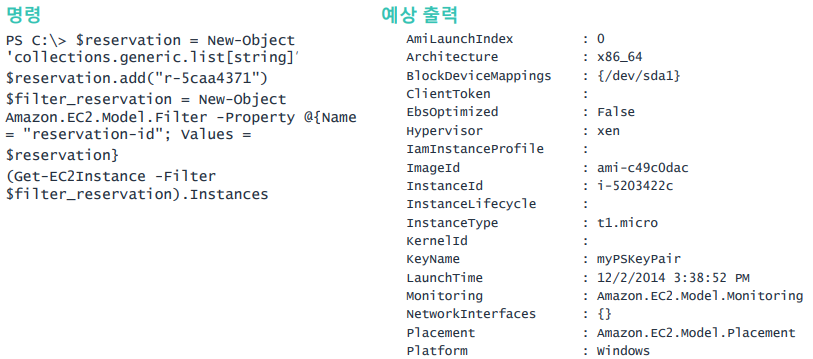 명령
PS C:\> $reservation = New-Object
'collections.generic.list[string]'
$reservation.add("r-5caa4371")
$filter_reservation = New-Object
Amazon.EC2.Model.Filter -Property @{Name
= "reservation-id"; Values =
$reservation}
(Get-EC2Instance -Filter
$filter_reservation).Instances
예상 출력
AmiLaunchIndex : 0
Architecture : x86_64
BlockDeviceMappings : {/dev/sda1}
ClientToken :
EbsOptimized : False
Hypervisor : xen
IamInstanceProfile :
ImageId : ami-c49c0dac
InstanceId : i-5203422c
InstanceLifecycle :
InstanceType : t1.micro
KernelId :
KeyName : myPSKeyPair
LaunchTime : 12/2/2014 3:38:52 PM
Monitoring : Amazon.EC2.Model.Monitoring
NetworkInterfaces : {}
Placement : Amazon.EC2.Model.Placement
Platform : Windows